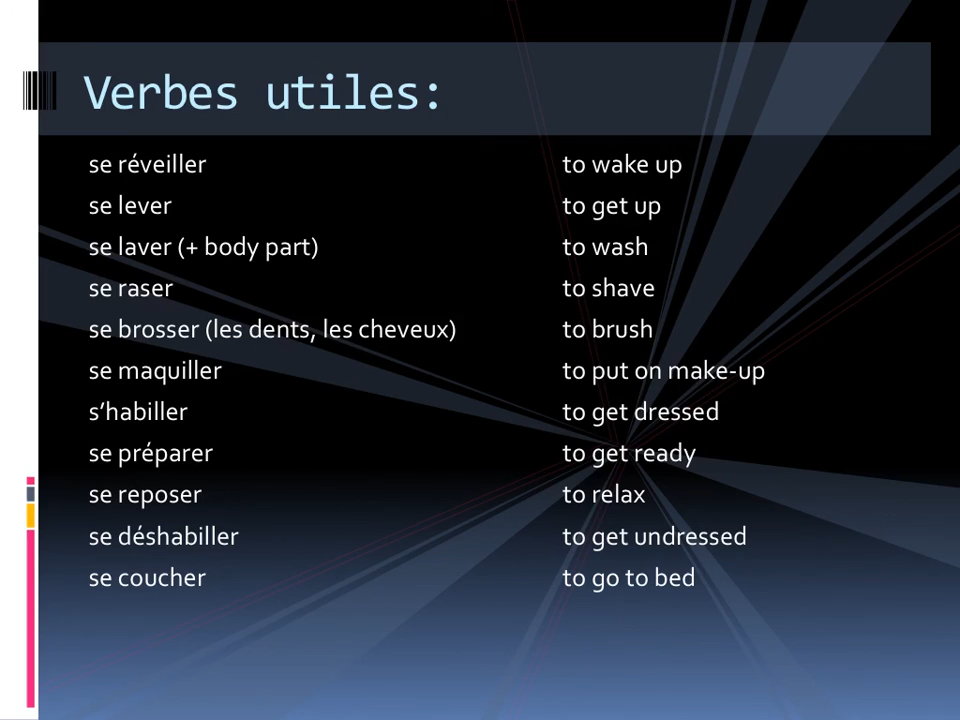 Verbes utiles:
se réveiller to wake up
se lever to get up
se laver (+ body part) to wash
se raser to shave
se brosser (les dents, les cheveux) to brush
se maquiller to put on make-up
s’habiller to get dressed
se préparer to get ready
se reposer to relax
se déshabiller to get undressed
se coucher to go to bed